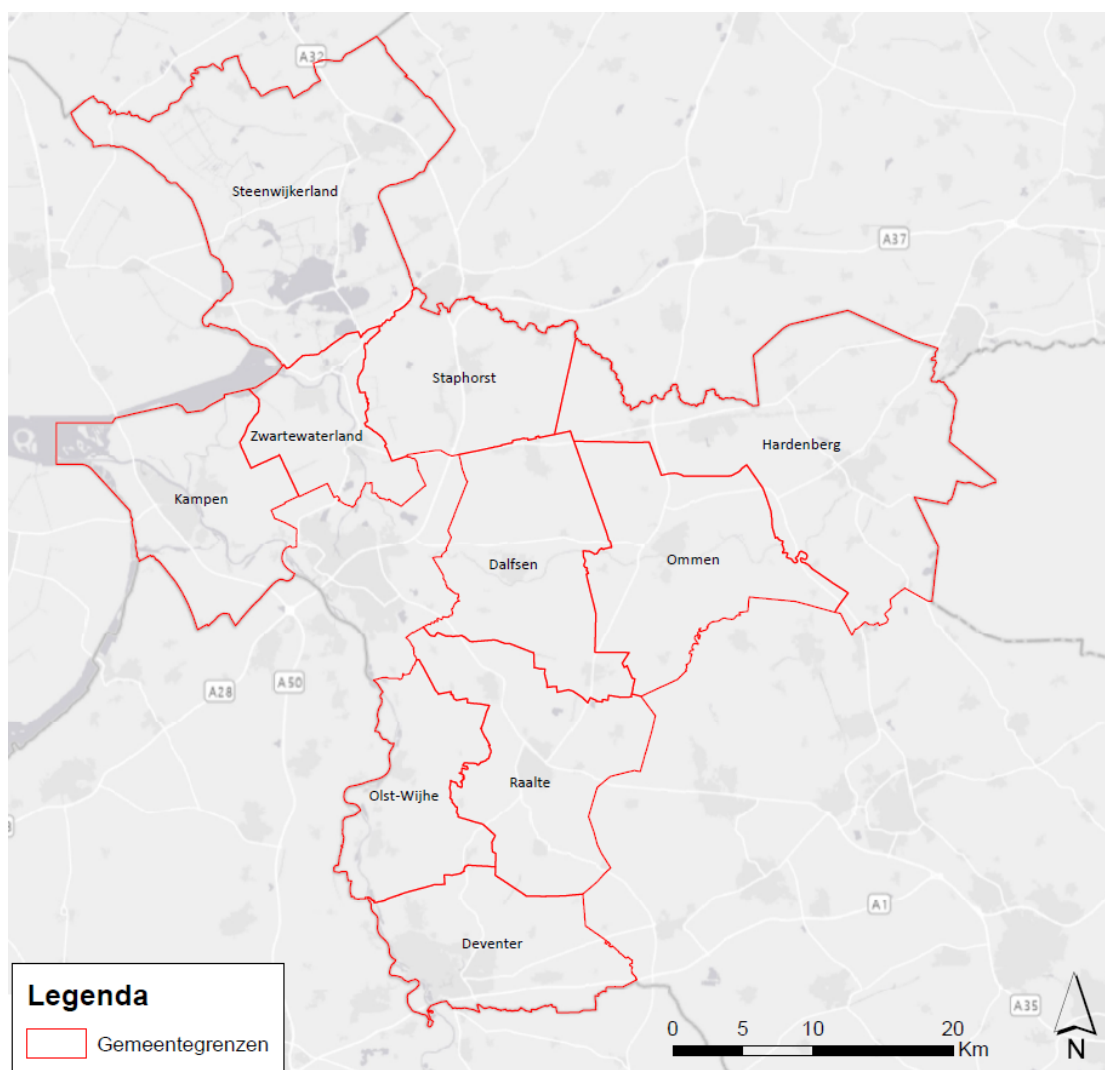 A32
Steenwijkerland
A37
Staphorst
Zwartewaterland
Hardenberg
Kampen
Dalfsen
Ommen
A28
A50
Raalte
Olst-Wijhe
A1
Deventer
Legenda
Gemeentegrenzen
A35
0 5 10 20
Km
N